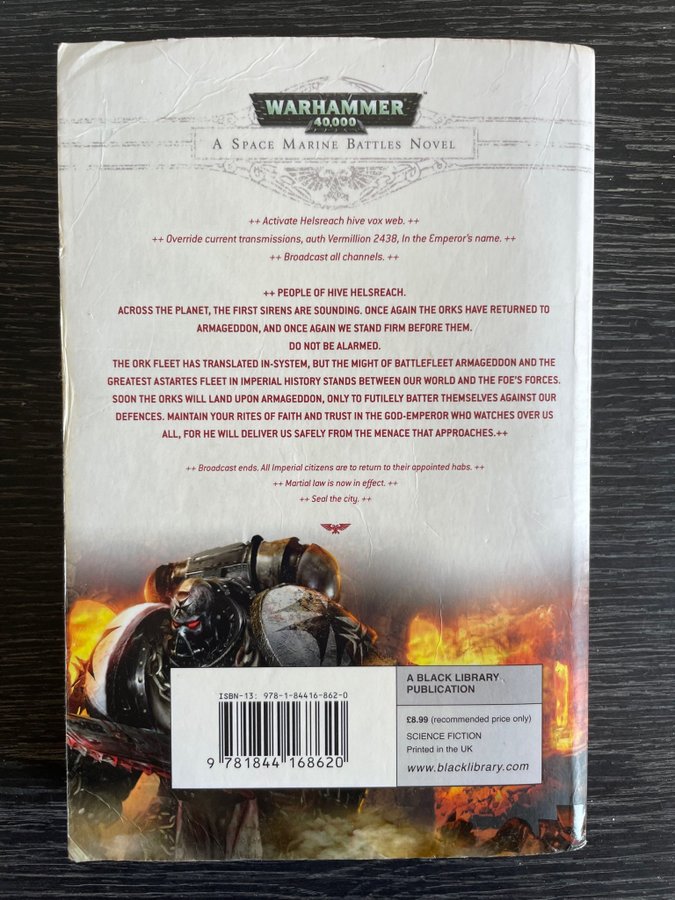 WARHAMMER™
40,000
A SPACE MARINE BATTLES NOVEL
++ Activate Helsreach hive vox web. ++
++ Override current transmissions, auth Vermillion 2438, In the Emperor's name. ++
++ Broadcast all channels. ++
++ PEOPLE OF HIVE HELSREACH.
ACROSS THE PLANET, THE FIRST SIRENS ARE SOUNDING. ONCE AGAIN THE ORKS HAVE RETURNED TO
ARMAGEDDON, AND ONCE AGAIN WE STAND FIRM BEFORE THEM.
DO NOT BE ALARMED.
THE ORK FLEET HAS TRANSLATED IN-SYSTEM, BUT THE MIGHT OF BATTLEFLEET ARMAGEDDON AND THE
GREATEST ASTARTES FLEET IN IMPERIAL HISTORY STANDS BETWEEN OUR WORLD AND THE FOE'S FORCES.
SOON THE ORKS WILL LAND UPON ARMAGEDDON, ONLY TO FUTILELY BATTER THEMSELVES AGAINST OUR
DEFENCES. MAINTAIN YOUR RITES OF FAITH AND TRUST IN THE GOD-EMPEROR WHO WATCHES OVER US
ALL, FOR HE WILL DELIVER US SAFELY FROM THE MENACE THAT APPROACHES.++
++ Broadcast ends. All Imperial citizens are to return to their appointed habs. ++
++ Martial law is now in effect. ++
++ Seal the city. ++
ISBN-13: 978-1-84416-862-0
9 781844 168620
A BLACK LIBRARY
PUBLICATION
£8.99 (recommended price only)
SCIENCE FICTION
Printed in the UK
www.blacklibrary.com